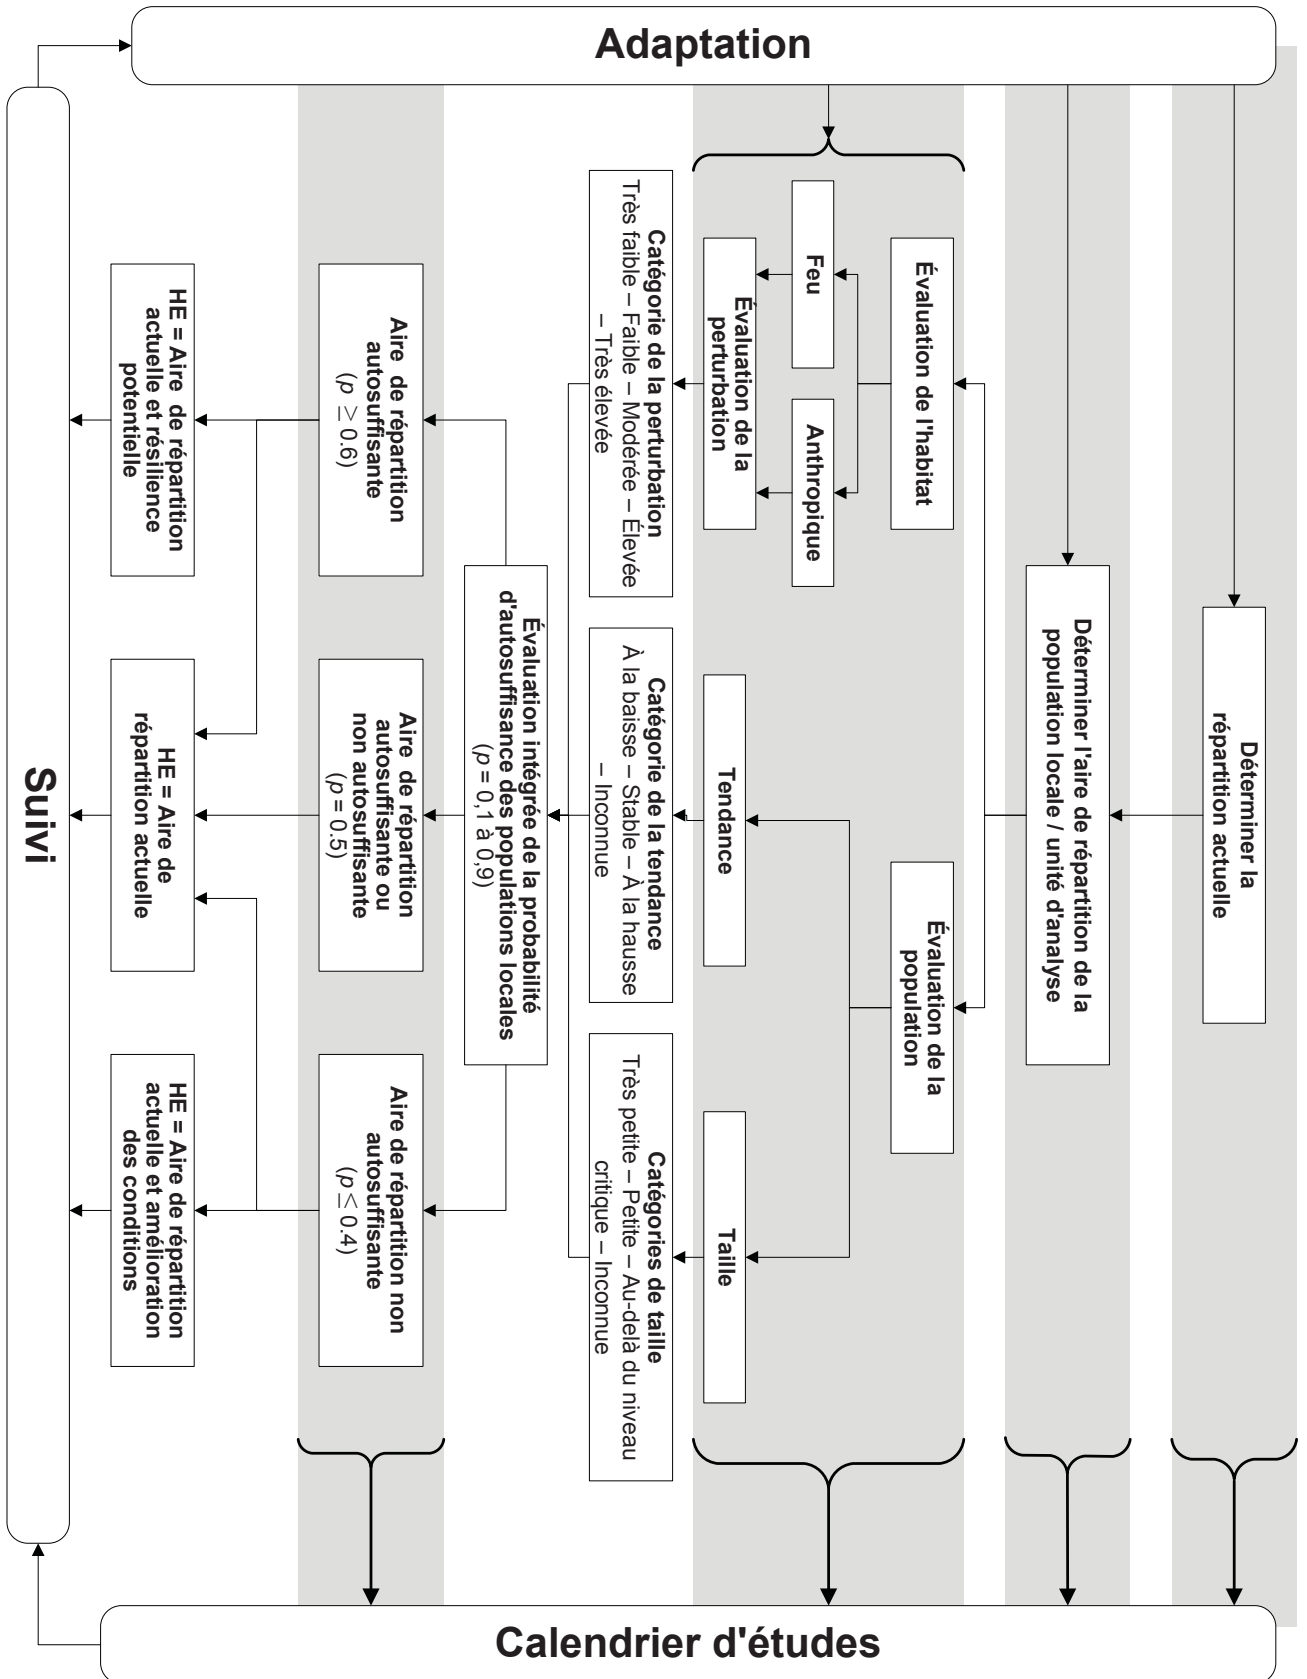 Adaptation
Déterminer la
répartition actuelle
Déterminer l'aire de répartition de la
population locale / unité d'analyse
Évaluation de l'habitat
Évaluation de la
population
Feu
Anthropique
Évaluation de la
perturbation
Tendance
Taille
Catégorie de la perturbation
Très faible – Faible – Modérée – Élevée
– Très élevée
Catégorie de la tendance
À la baisse – Stable – À la hausse
– Inconnue
Catégories de taille
Très petite – Petite – Au-delà du niveau
critique – Inconnue
Évaluation intégrée de la probabilité
d'autosuffisance des populations locales
(p = 0,1 à 0,9)
Aire de répartition
autosuffisante
(p ≥ 0.6)
Aire de répartition
autosuffisante ou
non autosuffisante
(p = 0.5)
Aire de répartition non
autosuffisante
(p ≤ 0.4)
HE = Aire de répartition
actuelle et résilience
potentielle
HE = Aire de
répartition actuelle
HE = Aire de répartition
actuelle et amélioration
des conditions
Suivi
Calendrier d'études